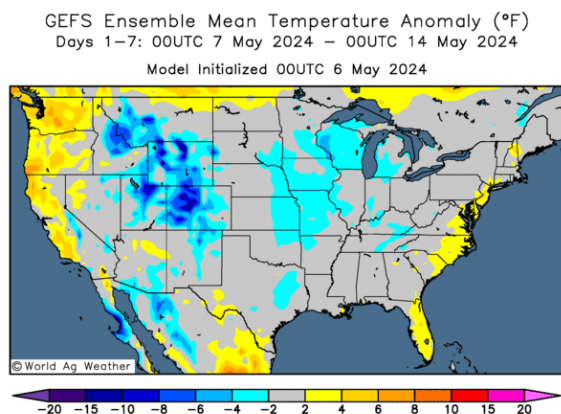 GEFS Ensemble Mean Temperature Anomaly (°F)
Days 1-7: 00UTC 7 May 2024 - 00UTC 14 May 2024
Model Initialized 00UTC 6 May 2024
© World Ag Weather
-20 -15 -10 -8 -6 -4 -2 2 4 6 8 10 15 20